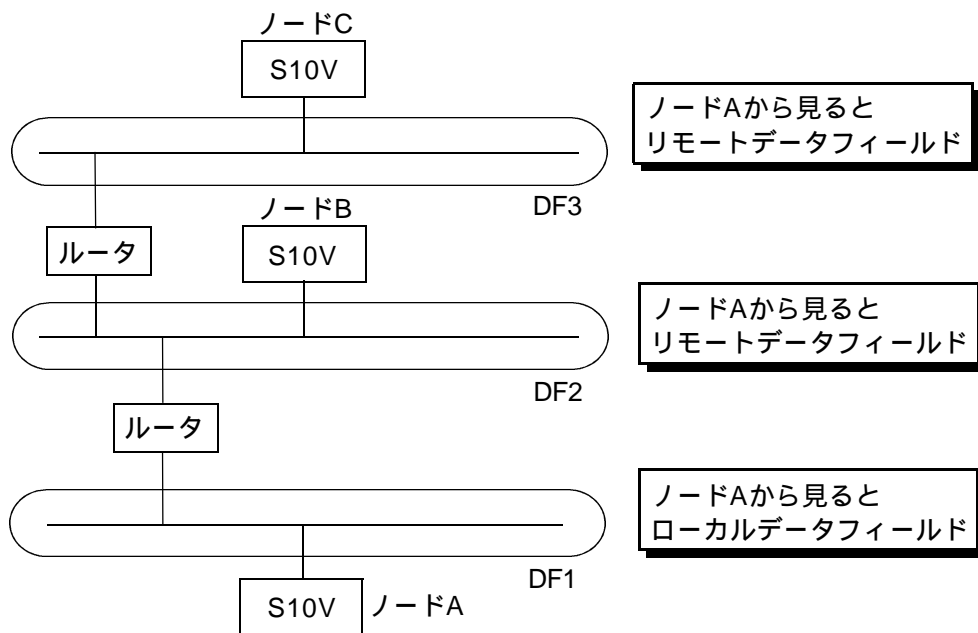 ノードC
S10V
ノードAから見ると
リモートデータフィールド
DF3
ノードB
ルータ
S10V
ノードAから見ると
リモートデータフィールド
DF2
ルータ
ノードAから見ると
ローカルデータフィールド
DF1
S10V
ノードA